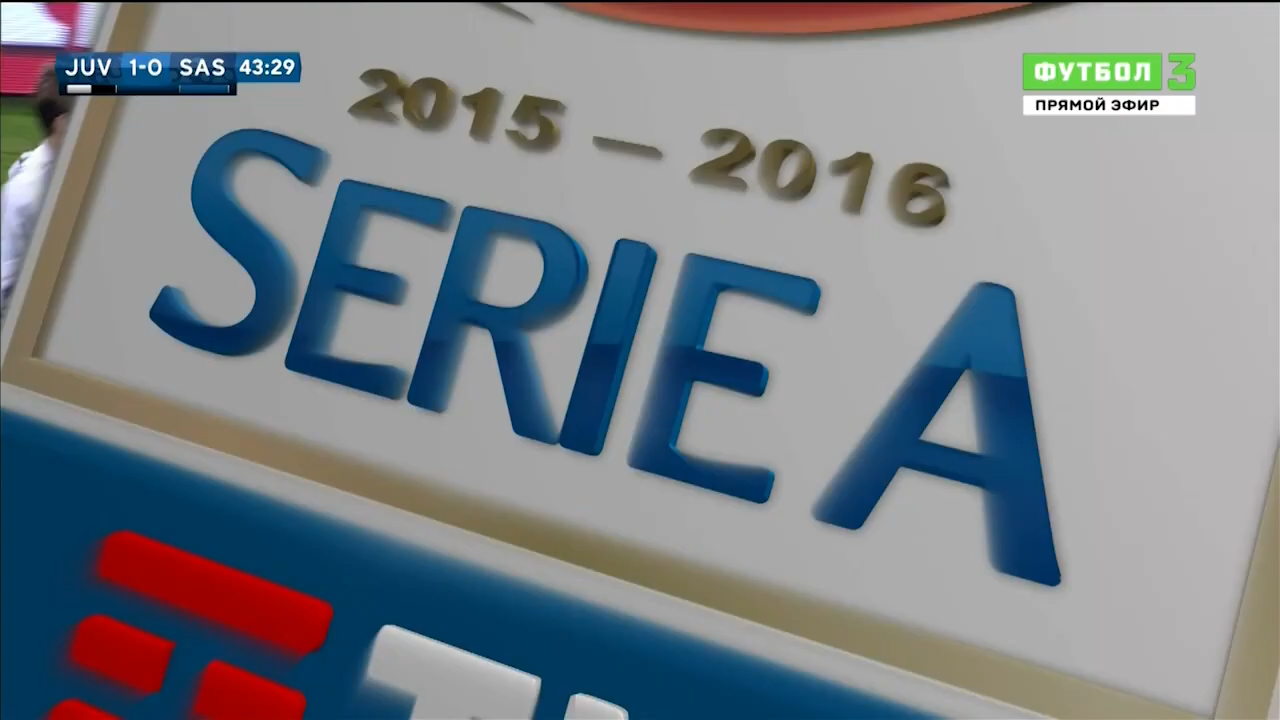 JUV 1-0 SAS 43:29
ФУТБОЛ 3
ПРЯМОЙ ЭФИР
2015 – 2016
SERIE A